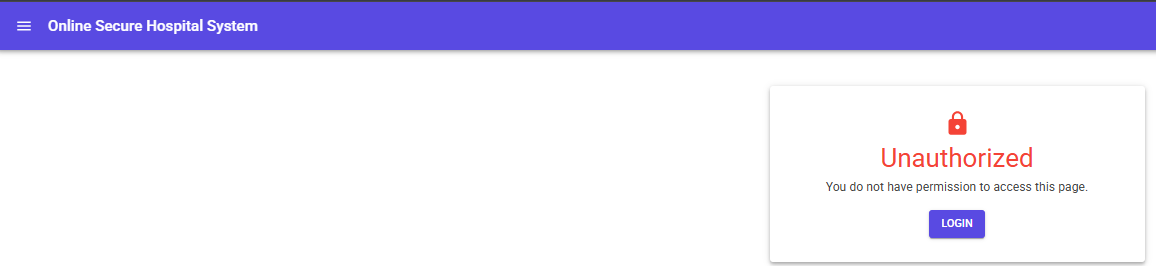 Online Secure Hospital System
Unauthorized
You do not have permission to access this page.
LOGIN